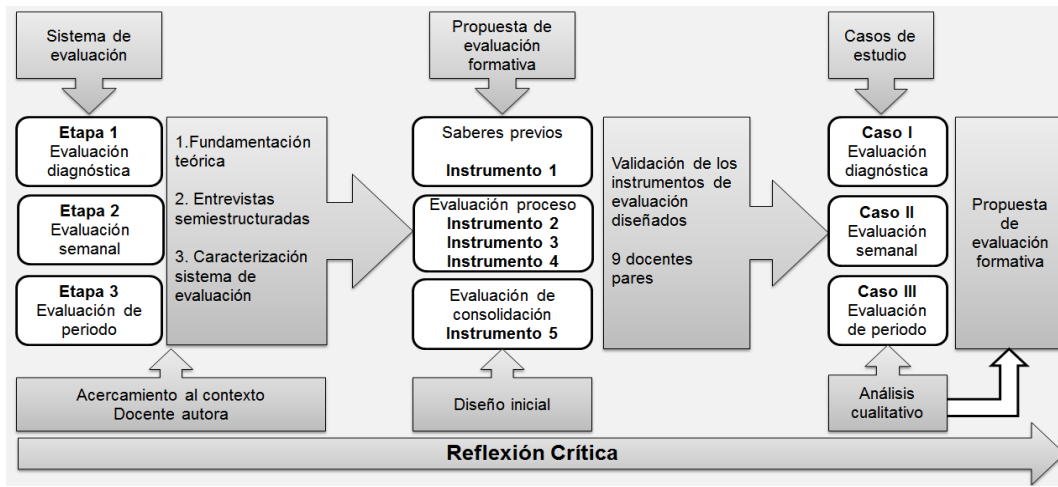 Sistema de
evaluación
Propuesta de
evaluación
formativa
Casos de
estudio
Etapa 1
Evaluación
diagnóstica
Etapa 2
Evaluación
semanal
Etapa 3
Evaluación de
periodo
1.Fundamentación
teórica
2. Entrevistas
semiestructuradas
3. Caracterización
sistema de
evaluación
Saberes previos
Instrumento 1
Evaluación proceso
Instrumento 2
Instrumento 3
Instrumento 4
Evaluación de
consolidación
Instrumento 5
Validación de los
instrumentos de
evaluación
diseñados
9 docentes
pares
Caso I
Evaluación
diagnóstica
Caso II
Evaluación
semanal
Caso III
Evaluación
de periodo
Propuesta
de
evaluación
formativa
Acercamiento al contexto
Docente autora
Diseño inicial
Análisis
cualitativo
Reflexión Crítica